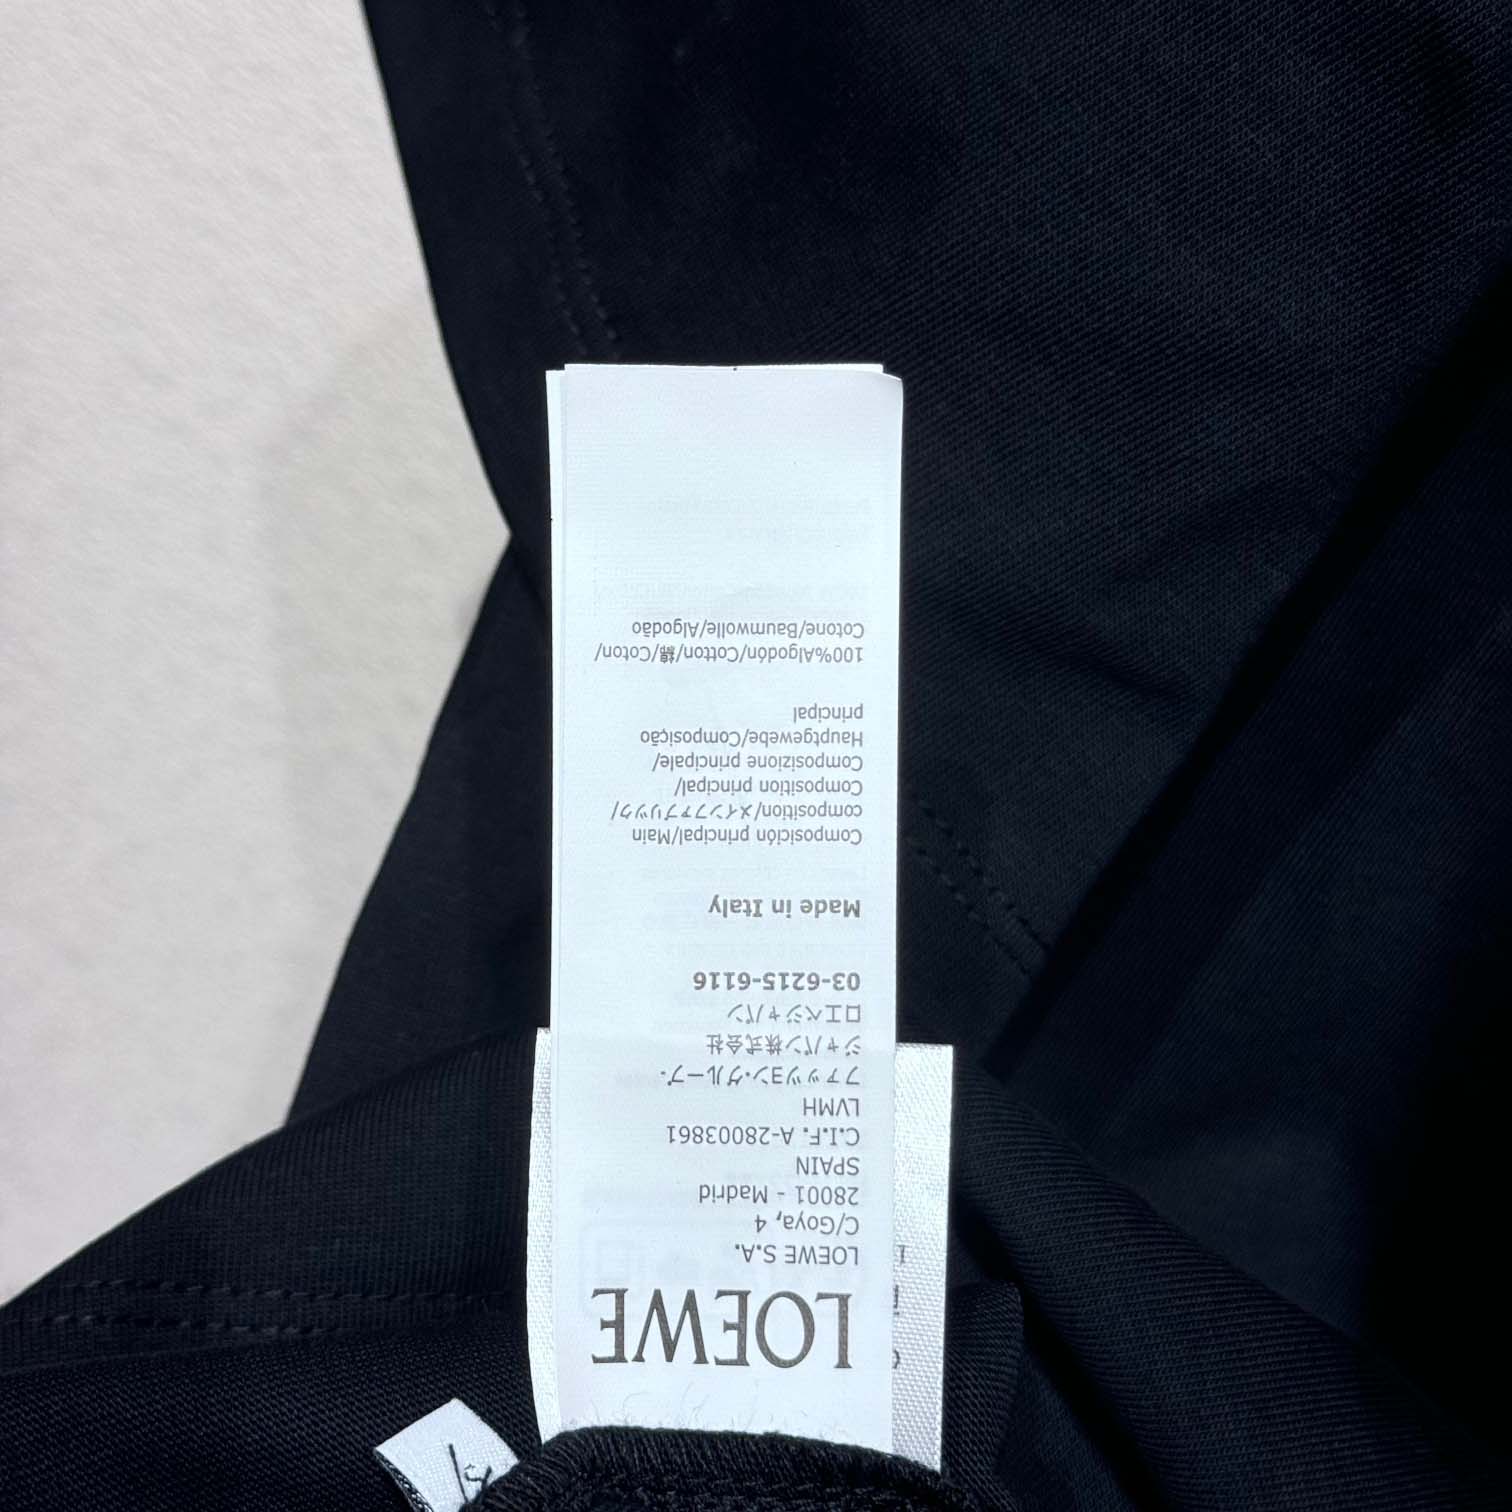 LOEWE
LOEWE S.A.
C/Goya, 4
28001 - Madrid
SPAIN
C.I.F. A-28003861
LVMH
ファッツヨン・グループ・
ジャパン株式会社
ロエベジャパン
03-6215-6116
Made in Italy
Composición principal/Main
composition/メインファブリック/
Composition principal/
Composizione principale/
Hauptgewebe/Composição
principal
100%Algodón/Cotton/綿/Coton/
Cotone/Baumwolle/Algodão